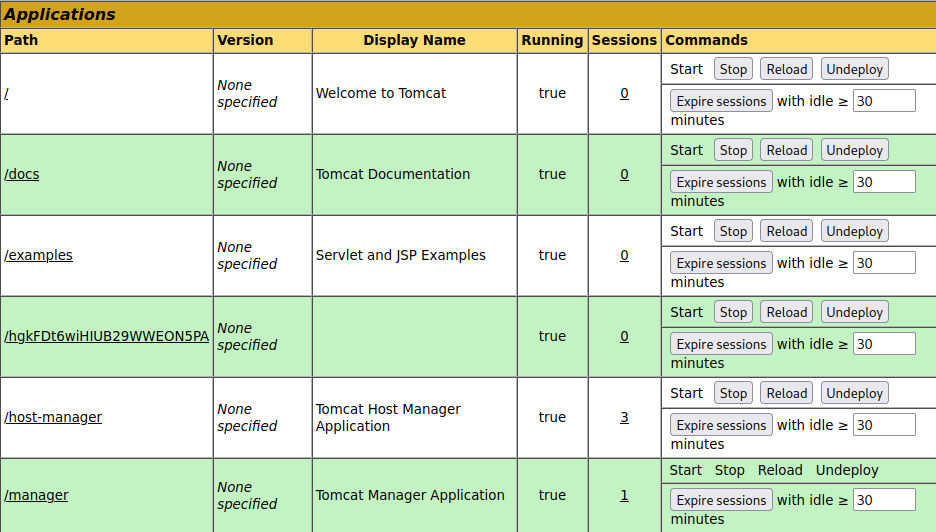 Applications
Path Version Display Name Running Sessions Commands
/ None specified Welcome to Tomcat true 0 Start Stop Reload Undeploy
Expire sessions with idle ≥ 30 minutes
/docs None specified Tomcat Documentation true 0 Start Stop Reload Undeploy
Expire sessions with idle ≥ 30 minutes
/examples None specified Servlet and JSP Examples true 0 Start Stop Reload Undeploy
Expire sessions with idle ≥ 30 minutes
/hgkFDt6wiHIUB29WWEON5PA None specified true 0 Start Stop Reload Undeploy
Expire sessions with idle ≥ 30 minutes
/host-manager None specified Tomcat Host Manager Application true 3 Start Stop Reload Undeploy
Expire sessions with idle ≥ 30 minutes
/manager None specified Tomcat Manager Application true 1 Start Stop Reload Undeploy
Expire sessions with idle ≥ 30 minutes